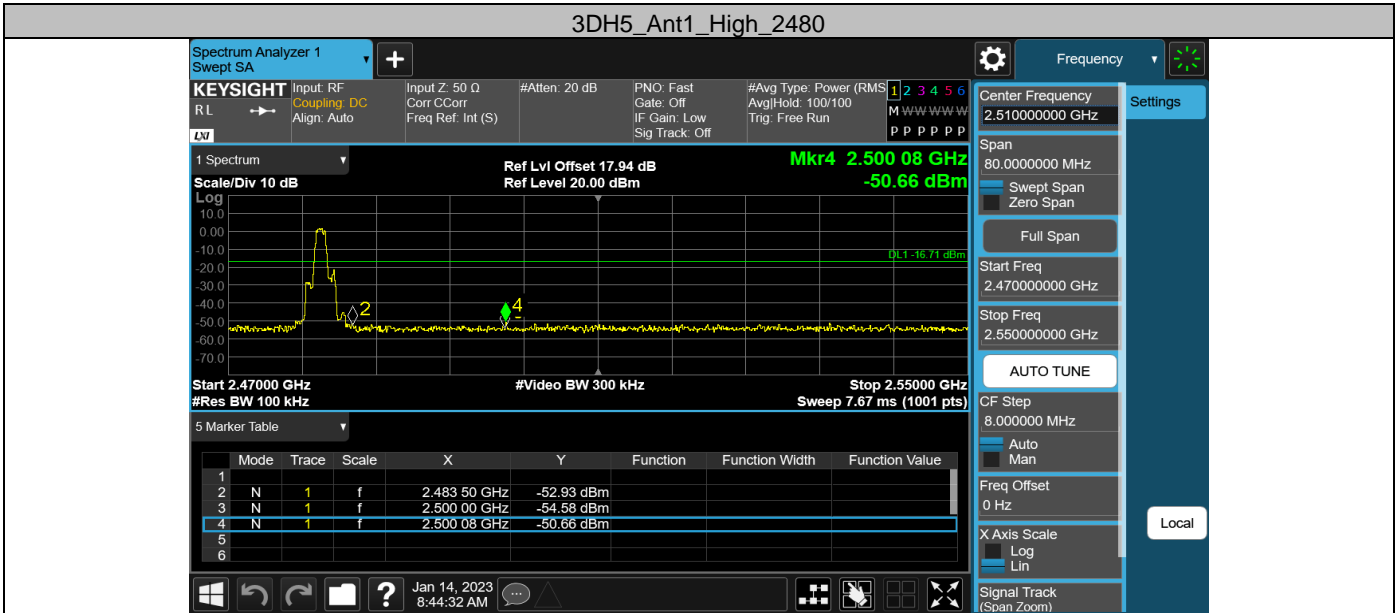 3DH5_Ant1_High_2480
Spectrum Analyzer 1
Swept SA
Frequency
KEYSIGHT
RL
LXI
Input: RF
Coupling: DC
Align: Auto
Input Z: 50 Ω
Corr CCorr
Freq Ref: Int (S)
#Atten: 20 dB
PNO: Fast
Gate: Off
IF Gain: Low
Sig Track: Off
#Avg Type: Power (RMS
Avg|Hold: 100/100
Trig: Free Run
1 2 3 4 5 6
M W W W W W
P P P P P P
1 Spectrum
Scale/Div 10 dB
Ref Lvl Offset 17.94 dB
Ref Level 20.00 dBm
Mkr4 2.500 08 GHz
-50.66 dBm
Log
10.0
0.00
-10.0
-20.0
-30.0
-40.0
-50.0
-60.0
-70.0
DL1 -16.71 dBm
2
4
Start 2.47000 GHz
#Video BW 300 kHz
Stop 2.55000 GHz
#Res BW 100 kHz
Sweep 7.67 ms (1001 pts)
5 Marker Table
Mode Trace Scale X Y Function Function Width Function Value
1
2 N 1 f 2.483 50 GHz -52.93 dBm
3 N 1 f 2.500 00 GHz -54.58 dBm
4 N 1 f 2.500 08 GHz -50.66 dBm
5
6
Center Frequency
2.510000000 GHz
Settings
Span
80.0000000 MHz
Swept Span
Zero Span
Full Span
Start Freq
2.470000000 GHz
Stop Freq
2.550000000 GHz
AUTO TUNE
CF Step
8.000000 MHz
Auto
Man
Freq Offset
0 Hz
X Axis Scale
Log
Lin
Signal Track
(Span Zoom)
Local
?
Jan 14, 2023
8:44:32 AM